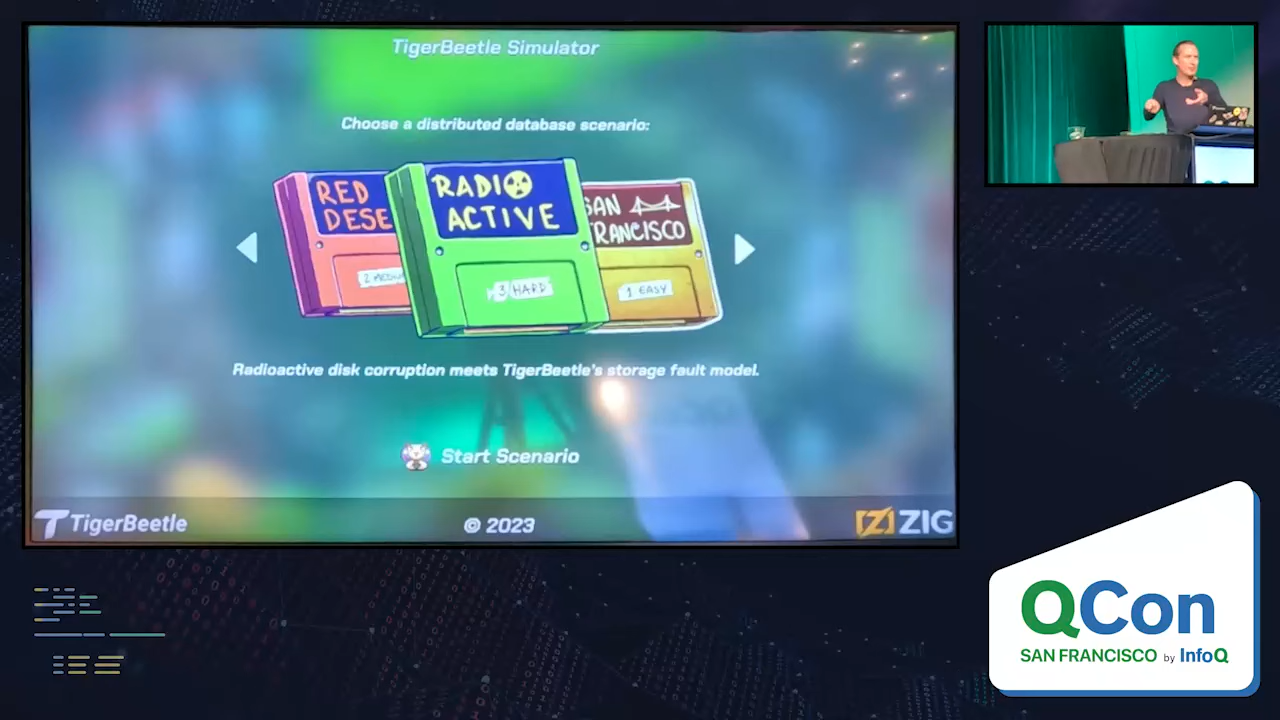 TigerBeetle Simulator
Choose a distributed database scenario:
RED
DESE
RADIO
ACTIVE
SAN
FRANCISCO
3 HARD
1 EASY
Radioactive disk corruption meets TigerBeetle's storage fault model.
Start Scenario
TigerBeetle
© 2023
ZIG
QCon
SAN FRANCISCO by InfoQ